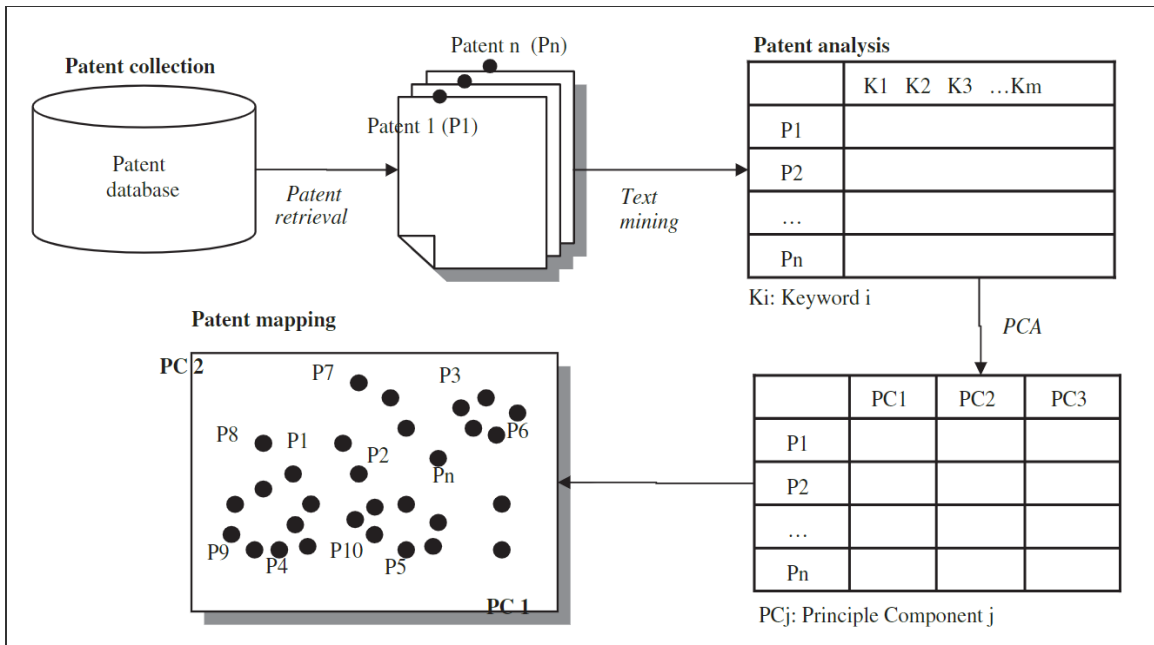 Patent collection
Patent
database
Patent
retrieval
Patent n (Pn)
Patent 1 (P1)
Text
mining
Patent analysis
K1 K2 K3 ...Km
P1
P2
...
Pn
Ki: Keyword i
PCA
PC1 PC2 PC3
P1
P2
...
Pn
PCj: Principle Component j
Patent mapping
PC 2
P7
P3
P6
P8
P1
P2
Pn
P9
P4
P10
P5
PC 1